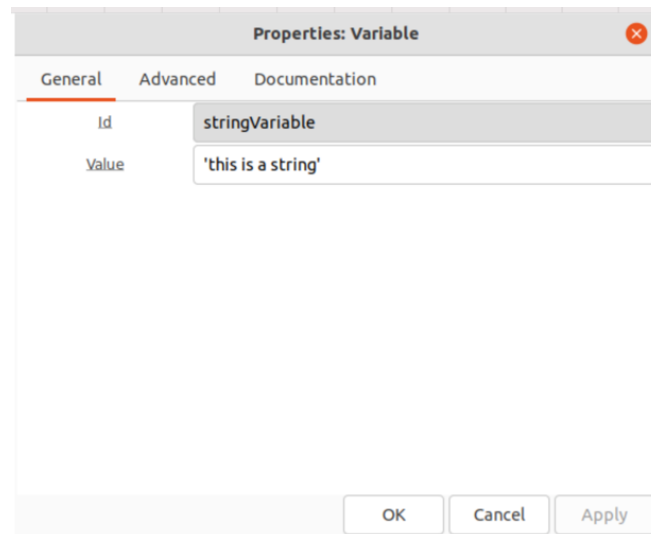 Properties: Variable
General Advanced Documentation
Id stringVariable
Value 'this is a string'
OK Cancel Apply